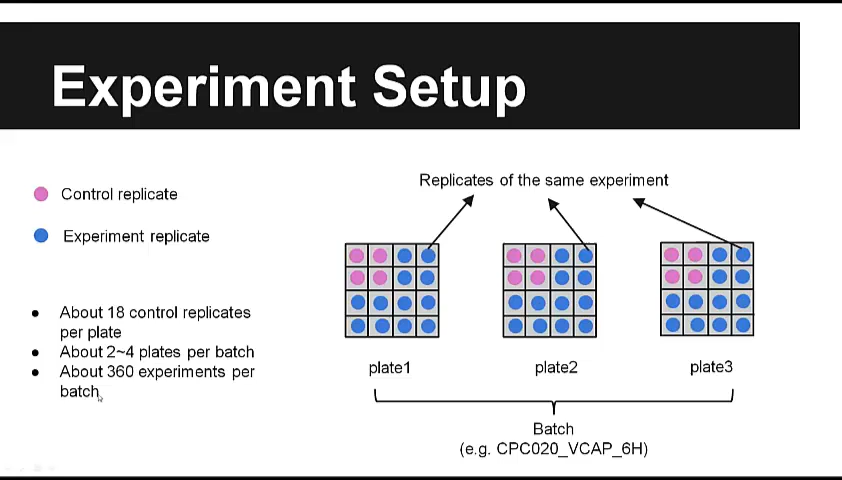 Experiment Setup
Control replicate
Experiment replicate
● About 18 control replicates
per plate
● About 2~4 plates per batch
● About 360 experiments per
batch
Replicates of the same experiment
plate1
plate2
plate3
Batch
(e.g. CPC020_VCAP_6H)